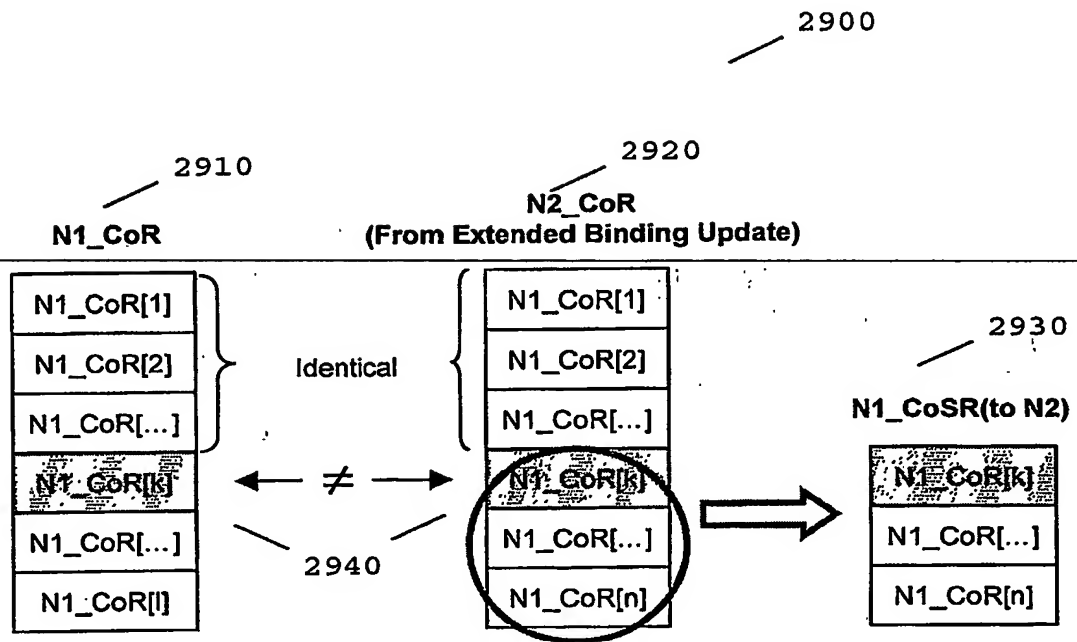 2900
2910
2920
N1_CoR
N2_CoR
(From Extended Binding Update)
N1_CoR[1]
N1_CoR[1]
2930
N1_CoR[2]
Identical
N1_CoR[2]
N1_CoR[...]
N1_CoR[...]
N1_CoSR(to N2)
N1_CoR[k]
≠
N1_CoR[k]
N1_CoR[k]
N1_CoR[...]
2940
N1_CoR[...]
N1_CoR[...]
N1_CoR[l]
N1_CoR[n]
N1_CoR[n]